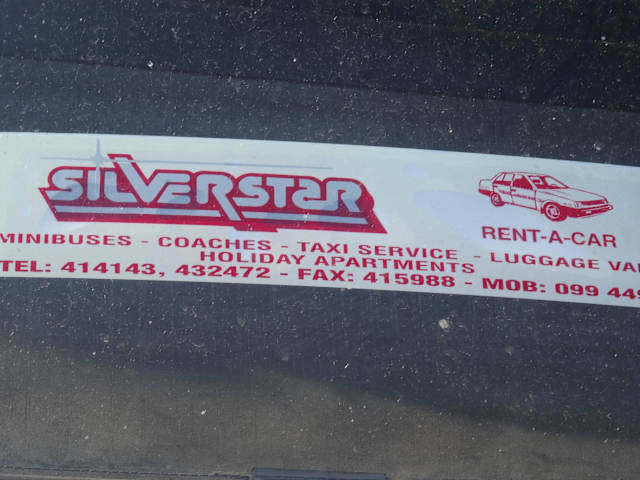 SILVERSTAR
RENT-A-CAR
MINIBUSES - COACHES - TAXI SERVICE - LUGGAGE
HOLIDAY APARTMENTS
TEL: 414143, 432472 - FAX: 415988 - MOB: 099